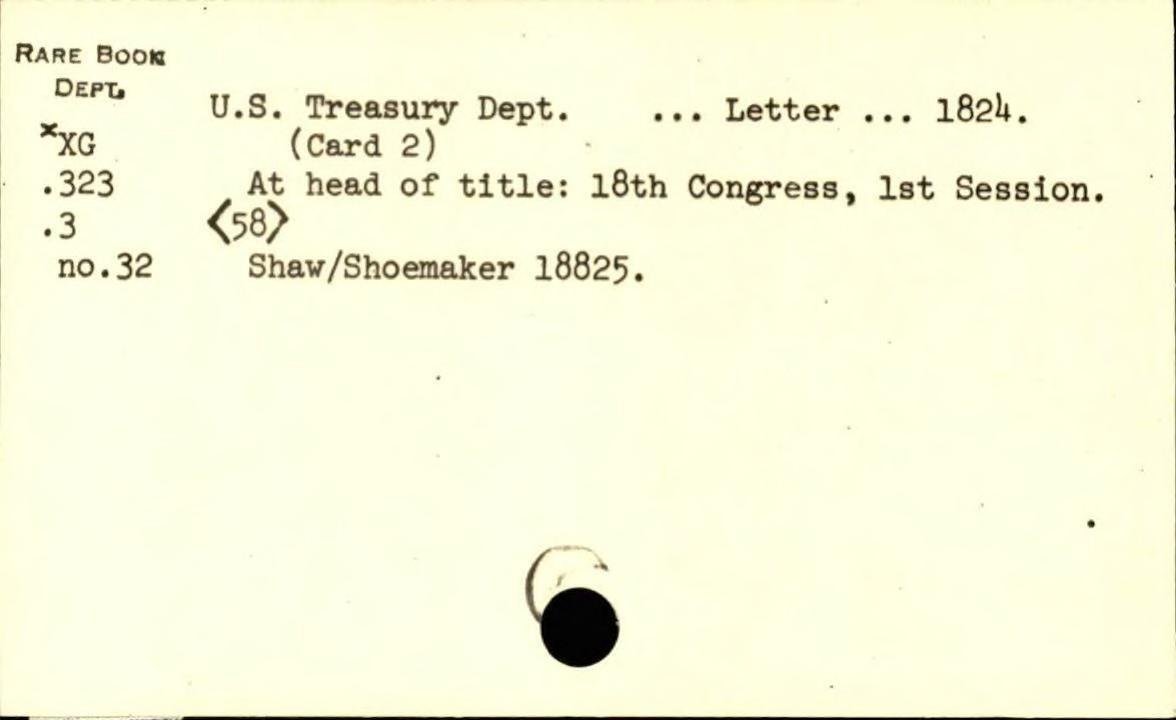 RARE BOOK
DEPT.
U.S. Treasury Dept. ... Letter ... 1824.
xXG (Card 2)
.323 At head of title: 18th Congress, 1st Session.
.3 <58>
no.32 Shaw/Shoemaker 18825.